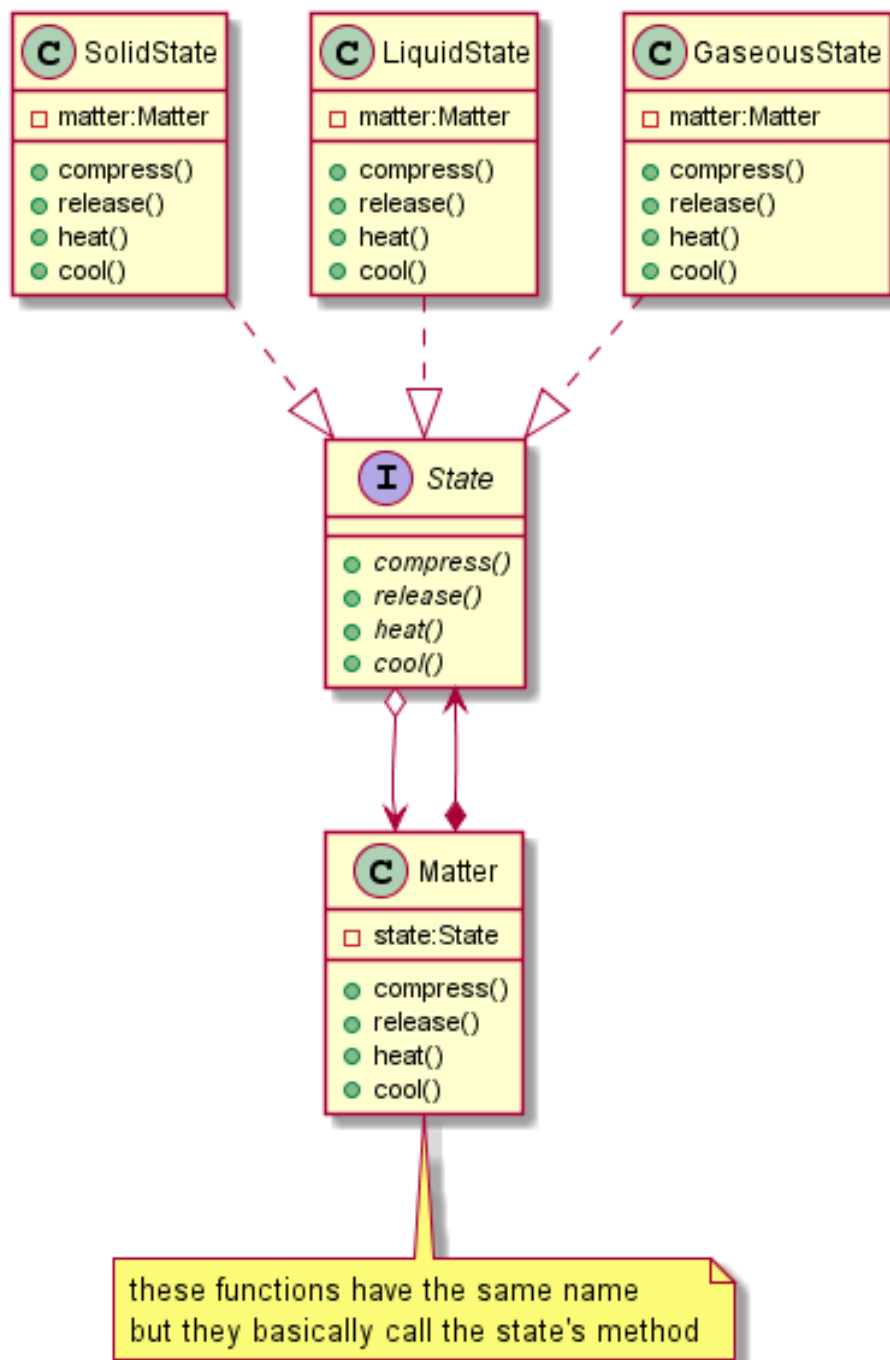 C SolidState
matter:Matter
compress()
release()
heat()
cool()
C LiquidState
matter:Matter
compress()
release()
heat()
cool()
C GaseousState
matter:Matter
compress()
release()
heat()
cool()
I State
compress()
release()
heat()
cool()
C Matter
state:State
compress()
release()
heat()
cool()
these functions have the same name
but they basically call the state's method